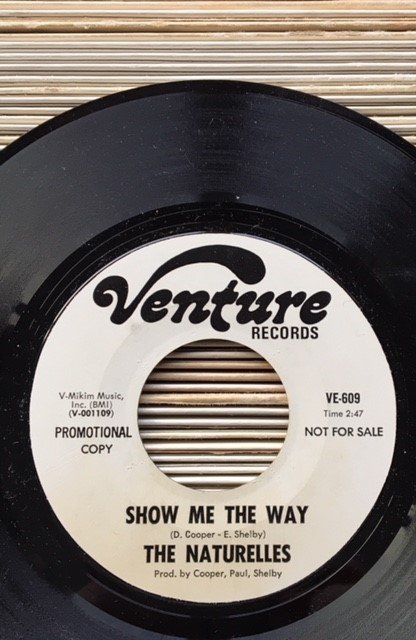 Venture
RECORDS
V-Mikim Music,
Inc. (BMI)
(V-001109)
PROMOTIONAL
COPY
VE-609
Time 2:47
NOT FOR SALE
SHOW ME THE WAY
(D. Cooper - E. Shelby)
THE NATURELLES
Prod. by Cooper, Paul, Shelby